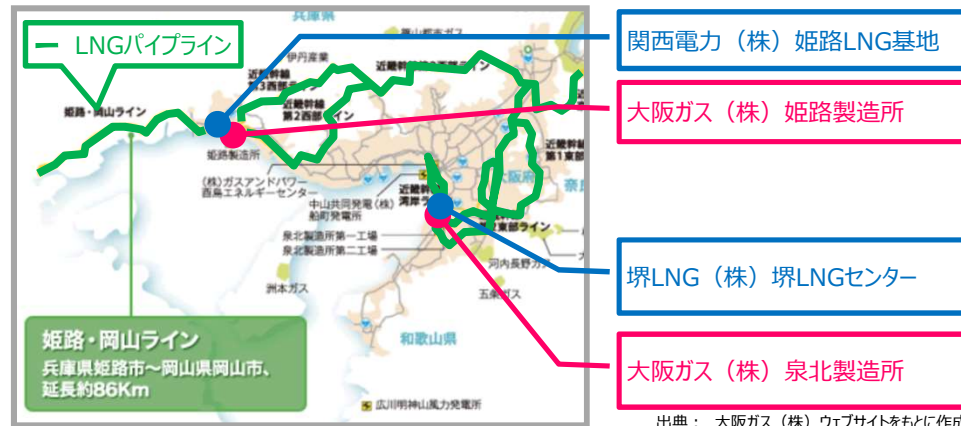 兵庫県
LNGパイプライン
伊丹産業
近畿幹線
第3西部ライン
近畿幹線
第2西部ライン
姫路・岡山ライン
姫路製造所
(株)ガスアンドパワー
酉島エネルギーセンター
中山共同発電(株)
船町発電所
近畿幹線
湾岸ライン
大阪府
近畿幹線
第1東部
奈良
泉北製造所第一工場
泉北製造所第二工場
東部ライン
河内長野ガス
洲本ガス
五条ガス
和歌山県
姫路・岡山ライン
兵庫県姫路市～岡山県岡山市、
延長約86Km
広川明神山風力発電所
関西電力（株）姫路LNG基地
大阪ガス（株）姫路製造所
堺LNG（株）堺LNGセンター
大阪ガス（株）泉北製造所
出典： 大阪ガス（株）ウェブサイトをもとに作成